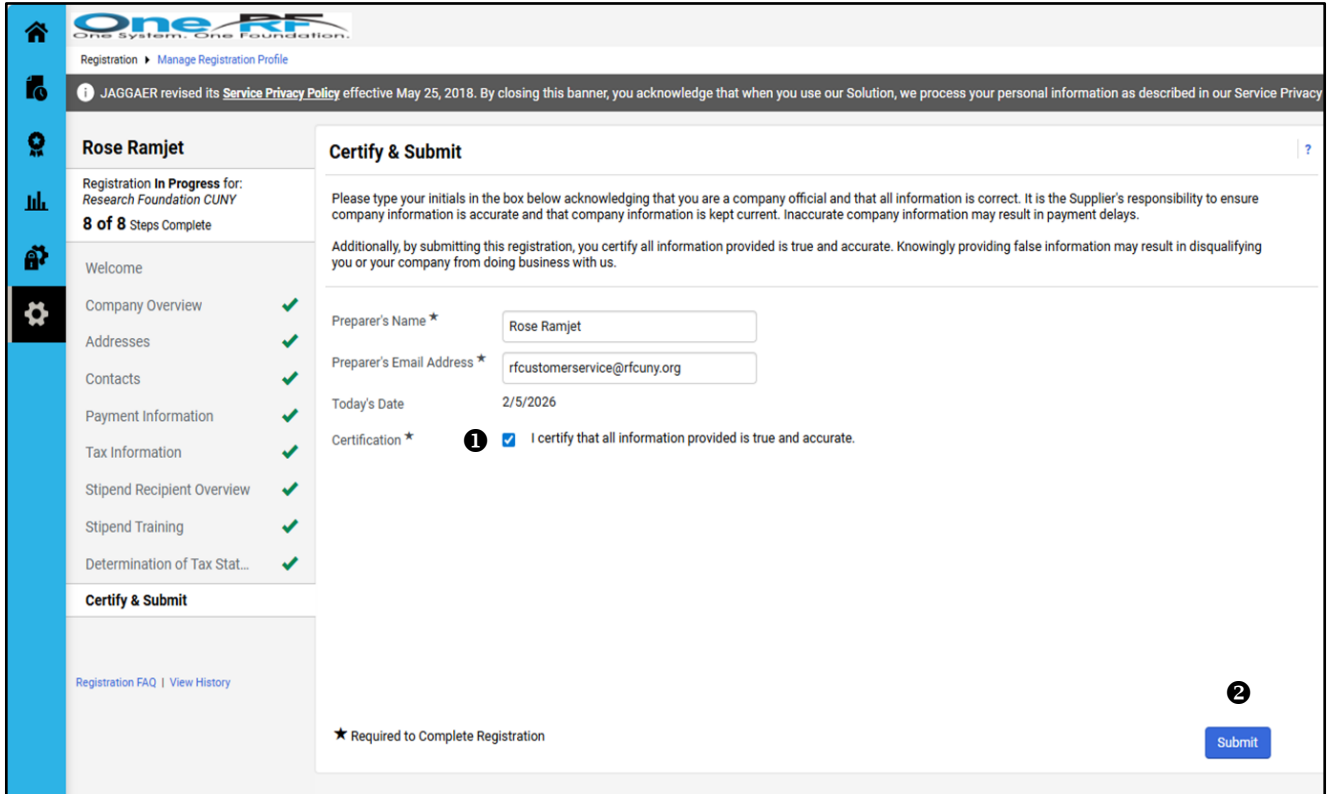 One RF
One System. One Foundation.
Registration ▶ Manage Registration Profile
JAGGAER revised its Service Privacy Policy effective May 25, 2018. By closing this banner, you acknowledge that when you use our Solution, we process your personal information as described in our Service Privacy
Rose Ramjet
Registration In Progress for:
Research Foundation CUNY
8 of 8 Steps Complete
Welcome
Company Overview
Addresses
Contacts
Payment Information
Tax Information
Stipend Recipient Overview
Stipend Training
Determination of Tax Stat...
Certify & Submit
Registration FAQ | View History
Certify & Submit
?
Please type your initials in the box below acknowledging that you are a company official and that all information is correct. It is the Supplier's responsibility to ensure
company information is accurate and that company information is kept current. Inaccurate company information may result in payment delays.
Additionally, by submitting this registration, you certify all information provided is true and accurate. Knowingly providing false information may result in disqualifying
you or your company from doing business with us.
Preparer's Name ★ Rose Ramjet
Preparer's Email Address ★ rfcustomerservice@rfcuny.org
Today's Date 2/5/2026
Certification ★ ❶ I certify that all information provided is true and accurate.
❷
★ Required to Complete Registration
Submit